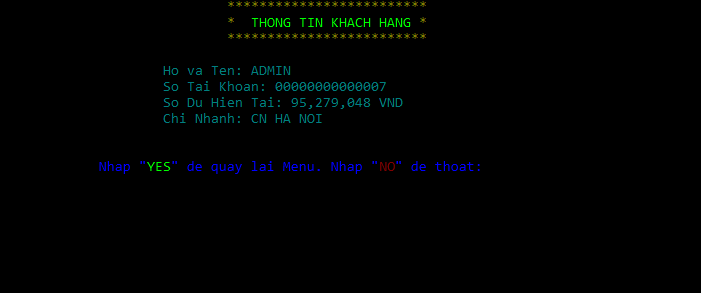 *************************
* THONG TIN KHACH HANG *
*************************
Ho va Ten: ADMIN
So Tai Khoan: 00000000000007
So Du Hien Tai: 95,279,048 VND
Chi Nhanh: CN HA NOI
Nhap "YES" de quay lai Menu. Nhap "NO" de thoat: